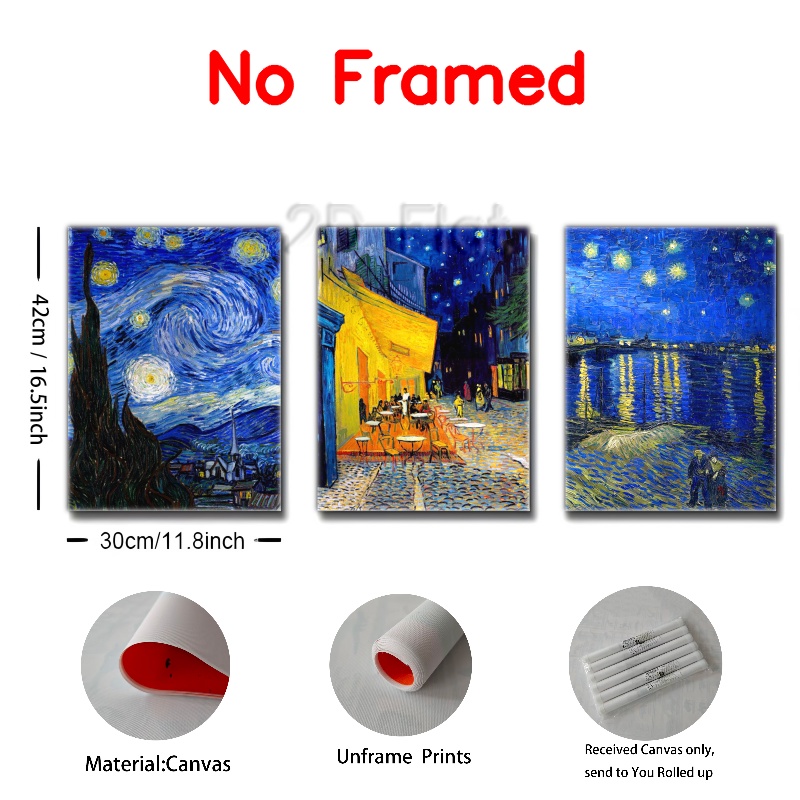 No Framed
2D Flat
42cm / 16.5inch
30cm/11.8inch
Material:Canvas
Unframe Prints
Received Canvas only,
send to You Rolled up